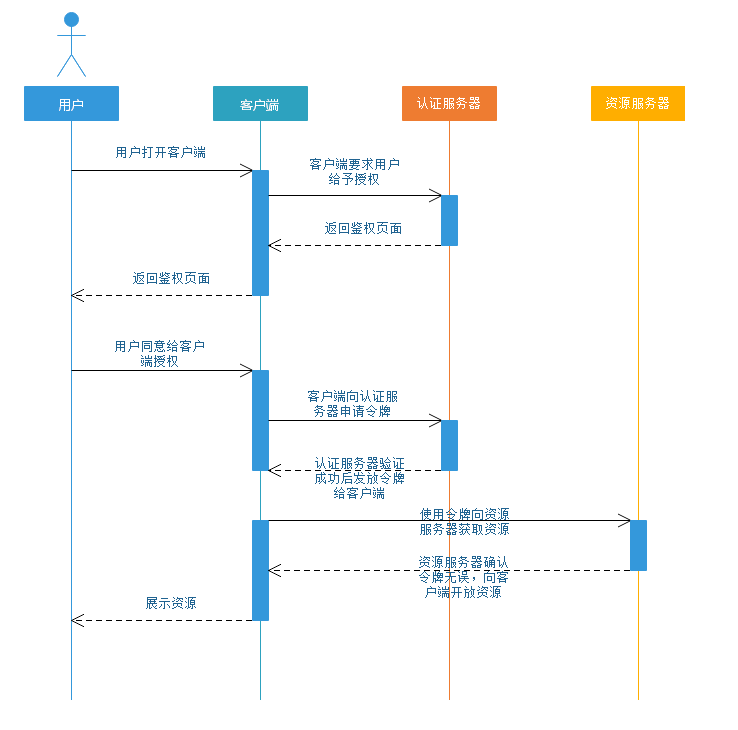 用户
客户端
认证服务器
资源服务器
用户打开客户端
客户端要求用户
给予授权
返回鉴权页面
返回鉴权页面
用户同意给客户
端授权
客户端向认证服
务器申请令牌
认证服务器验证
成功后发放令牌
给客户端
使用令牌向资源
服务器获取资源
资源服务器确认
令牌无误，向客
户端开放资源
展示资源